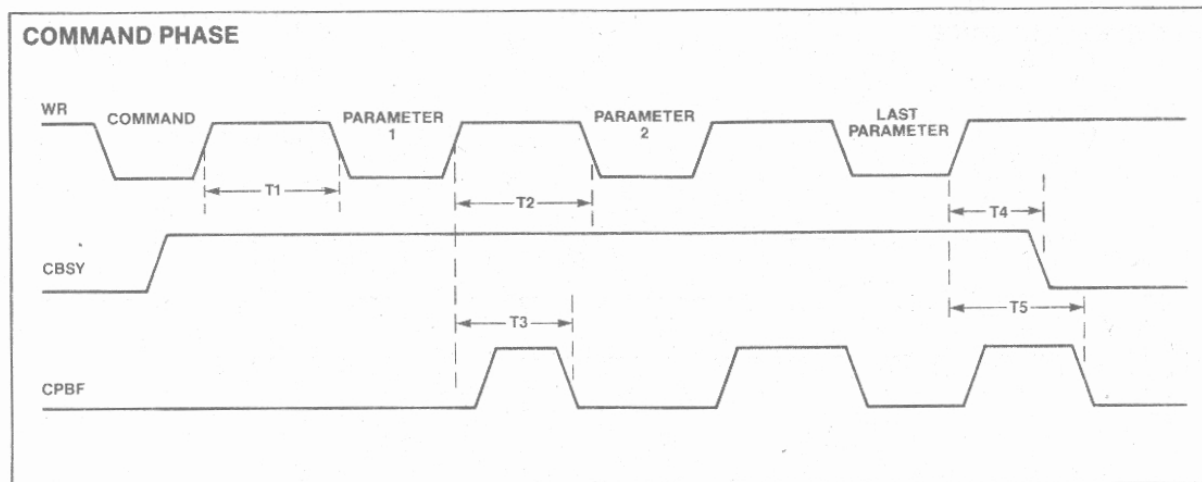 COMMAND PHASE
WR
COMMAND
PARAMETER
1
PARAMETER
2
LAST
PARAMETER
T1
T2
T4
CBSY
T3
T5
CPBF